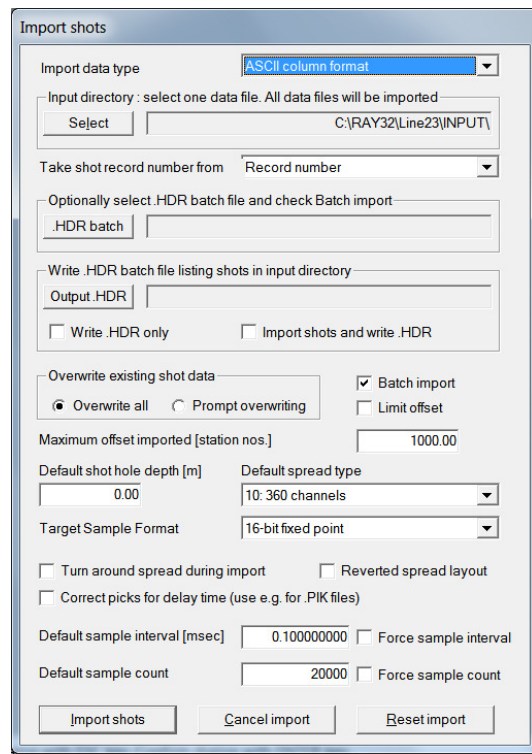 Import shots
Import data type ASCII column format
Input directory : select one data file. All data files will be imported
Select C:\RAY32\Line23\INPUT\
Take shot record number from Record number
Optionally select .HDR batch file and check Batch import
.HDR batch
Write .HDR batch file listing shots in input directory
Output .HDR
Write .HDR only Import shots and write .HDR
Overwrite existing shot data
Batch import
Overwrite all Prompt overwriting
Limit offset
Maximum offset imported [station nos.] 1000.00
Default shot hole depth [m] Default spread type
0.00 10: 360 channels
Target Sample Format 16-bit fixed point
Turn around spread during import Reverted spread layout
Correct picks for delay time (use e.g. for .PIK files)
Default sample interval [msec] 0.100000000 Force sample interval
Default sample count 20000 Force sample count
Import shots Cancel import Reset import